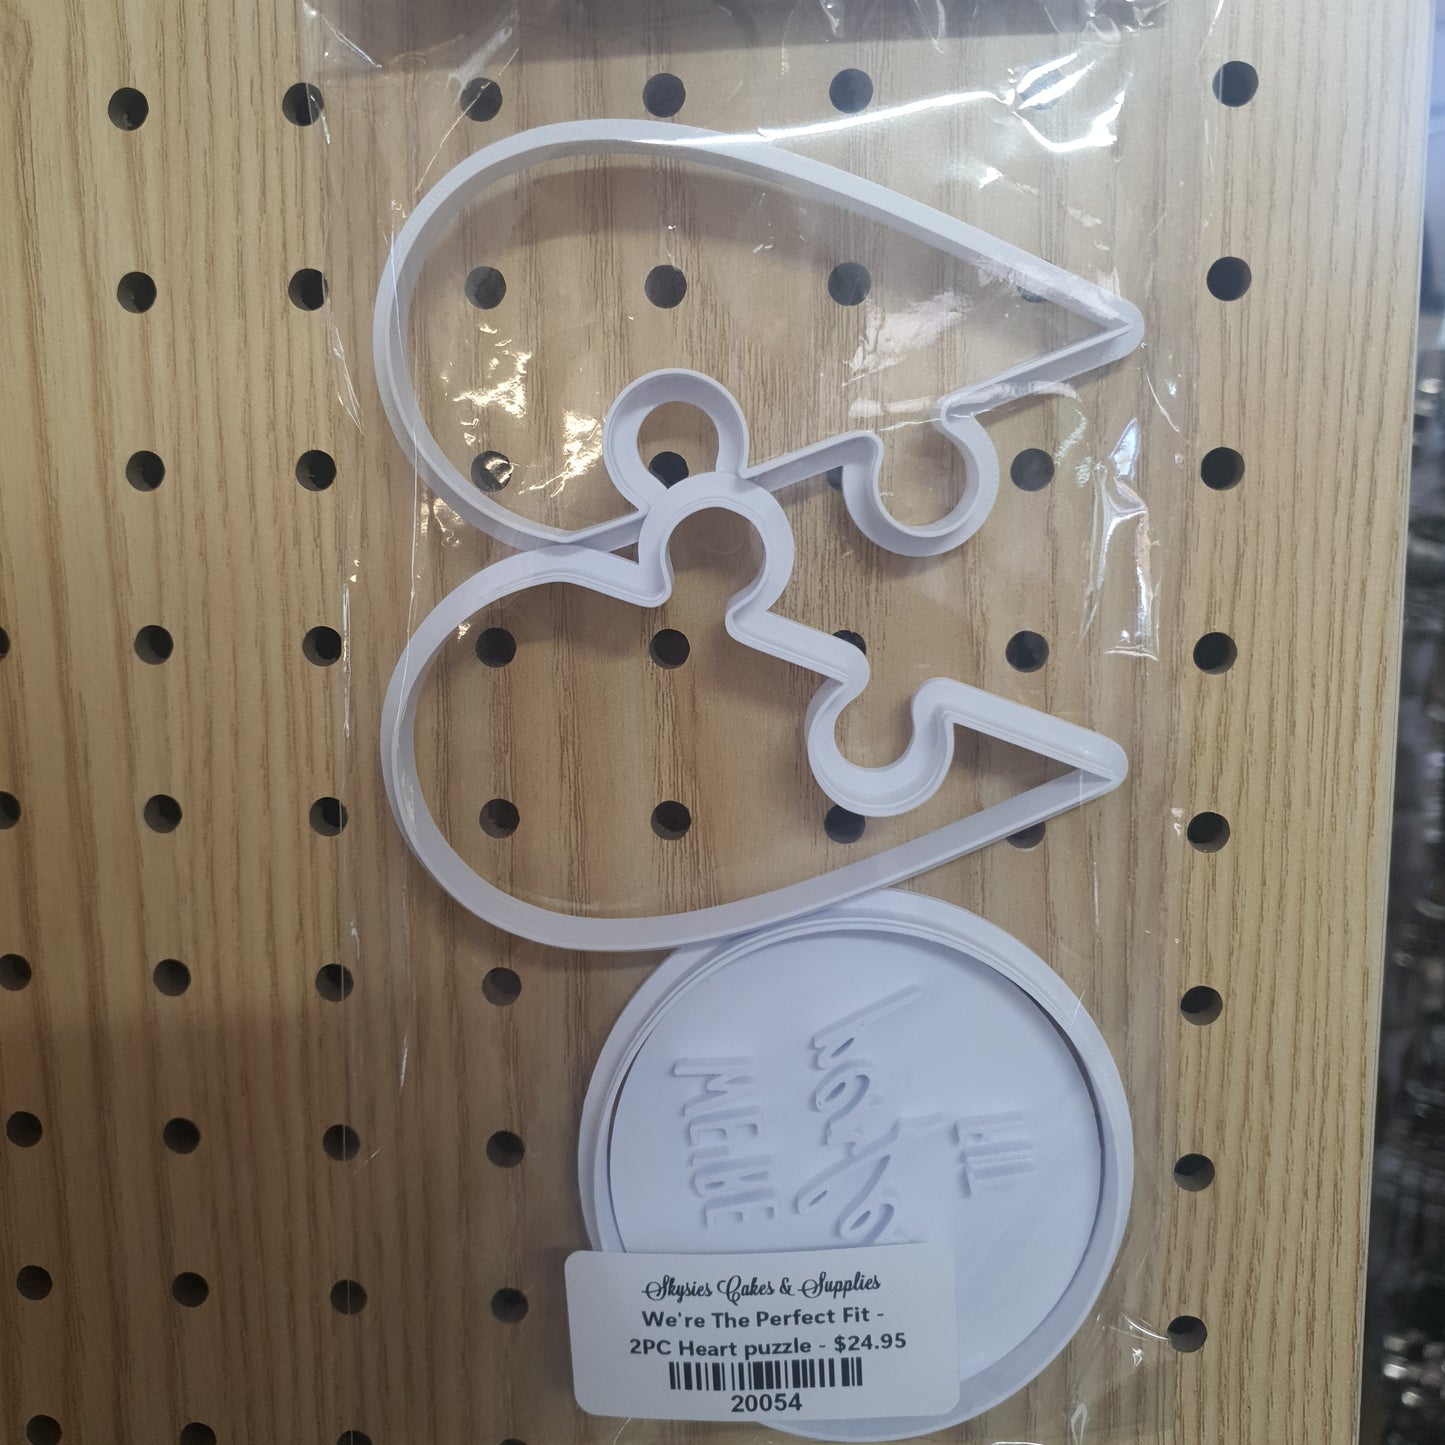 Skysies Cakes & Supplies
We're The Perfect Fit -
2PC Heart puzzle - $24.95
20054